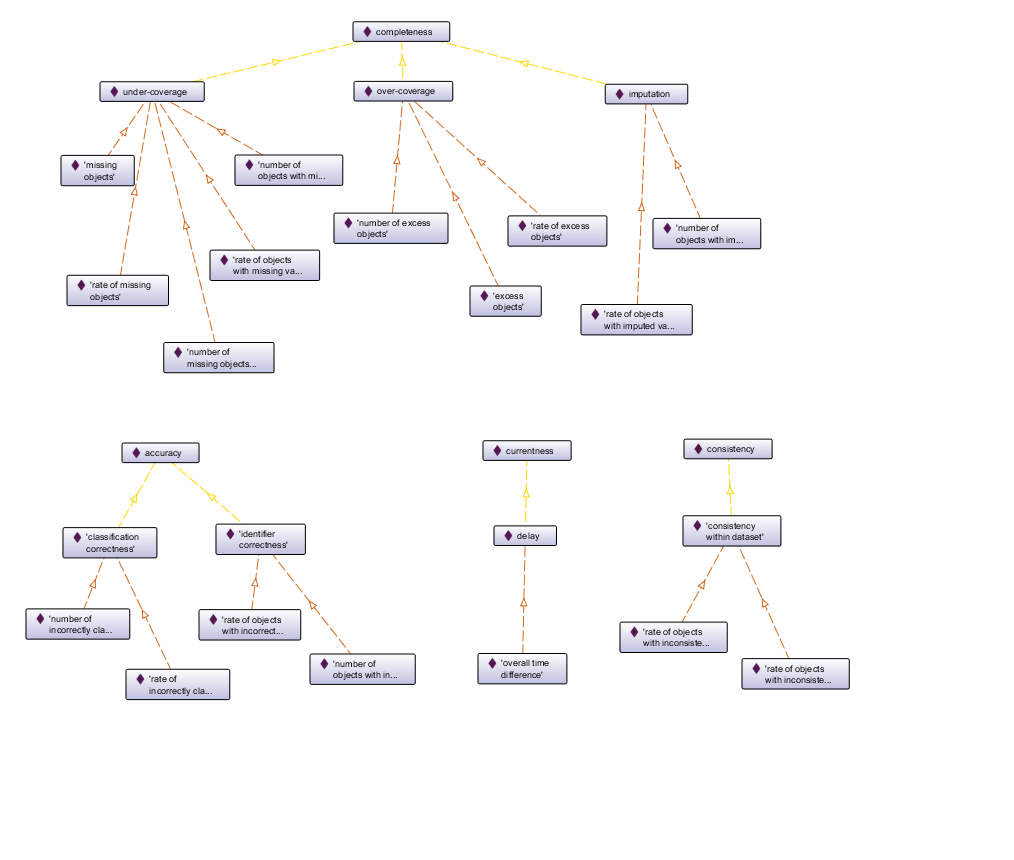 completeness
under-coverage
over-coverage
imputation
'missing
objects'
'number of
objects with mi...
'number of excess
objects'
'rate of excess
objects'
'number of
objects with im...
'rate of objects
with missing va...
'rate of missing
objects'
'excess
objects'
'rate of objects
with imputed va...
'number of
missing objects...
accuracy
currentness
consistency
'classification
correctness'
'identifier
correctness'
delay
'consistency
within dataset'
'number of
incorrectly cla...
'rate of objects
with incorrect...
'rate of objects
with inconsiste...
'rate of
incorrectly cla...
'number of
objects with in...
'overall time
difference'
'rate of objects
with inconsiste...